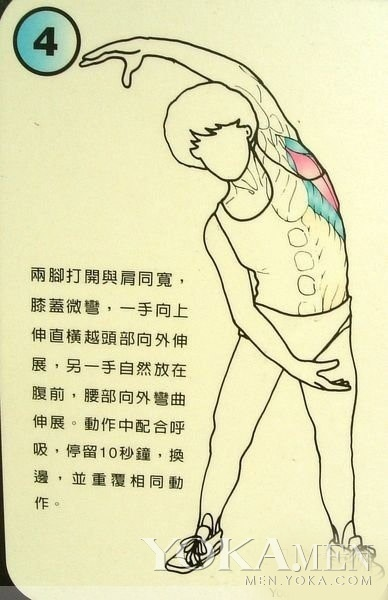 4
兩腳打開與肩同寬，
膝蓋微彎，一手向上
伸直橫越頭部向外伸
展，另一手自然放在
腹前，腰部向外彎曲
伸展。動作中配合呼
吸，停留10秒鐘，換
邊，並重覆相同動
作。
YOKAMEN
MEN.YOKA.COM